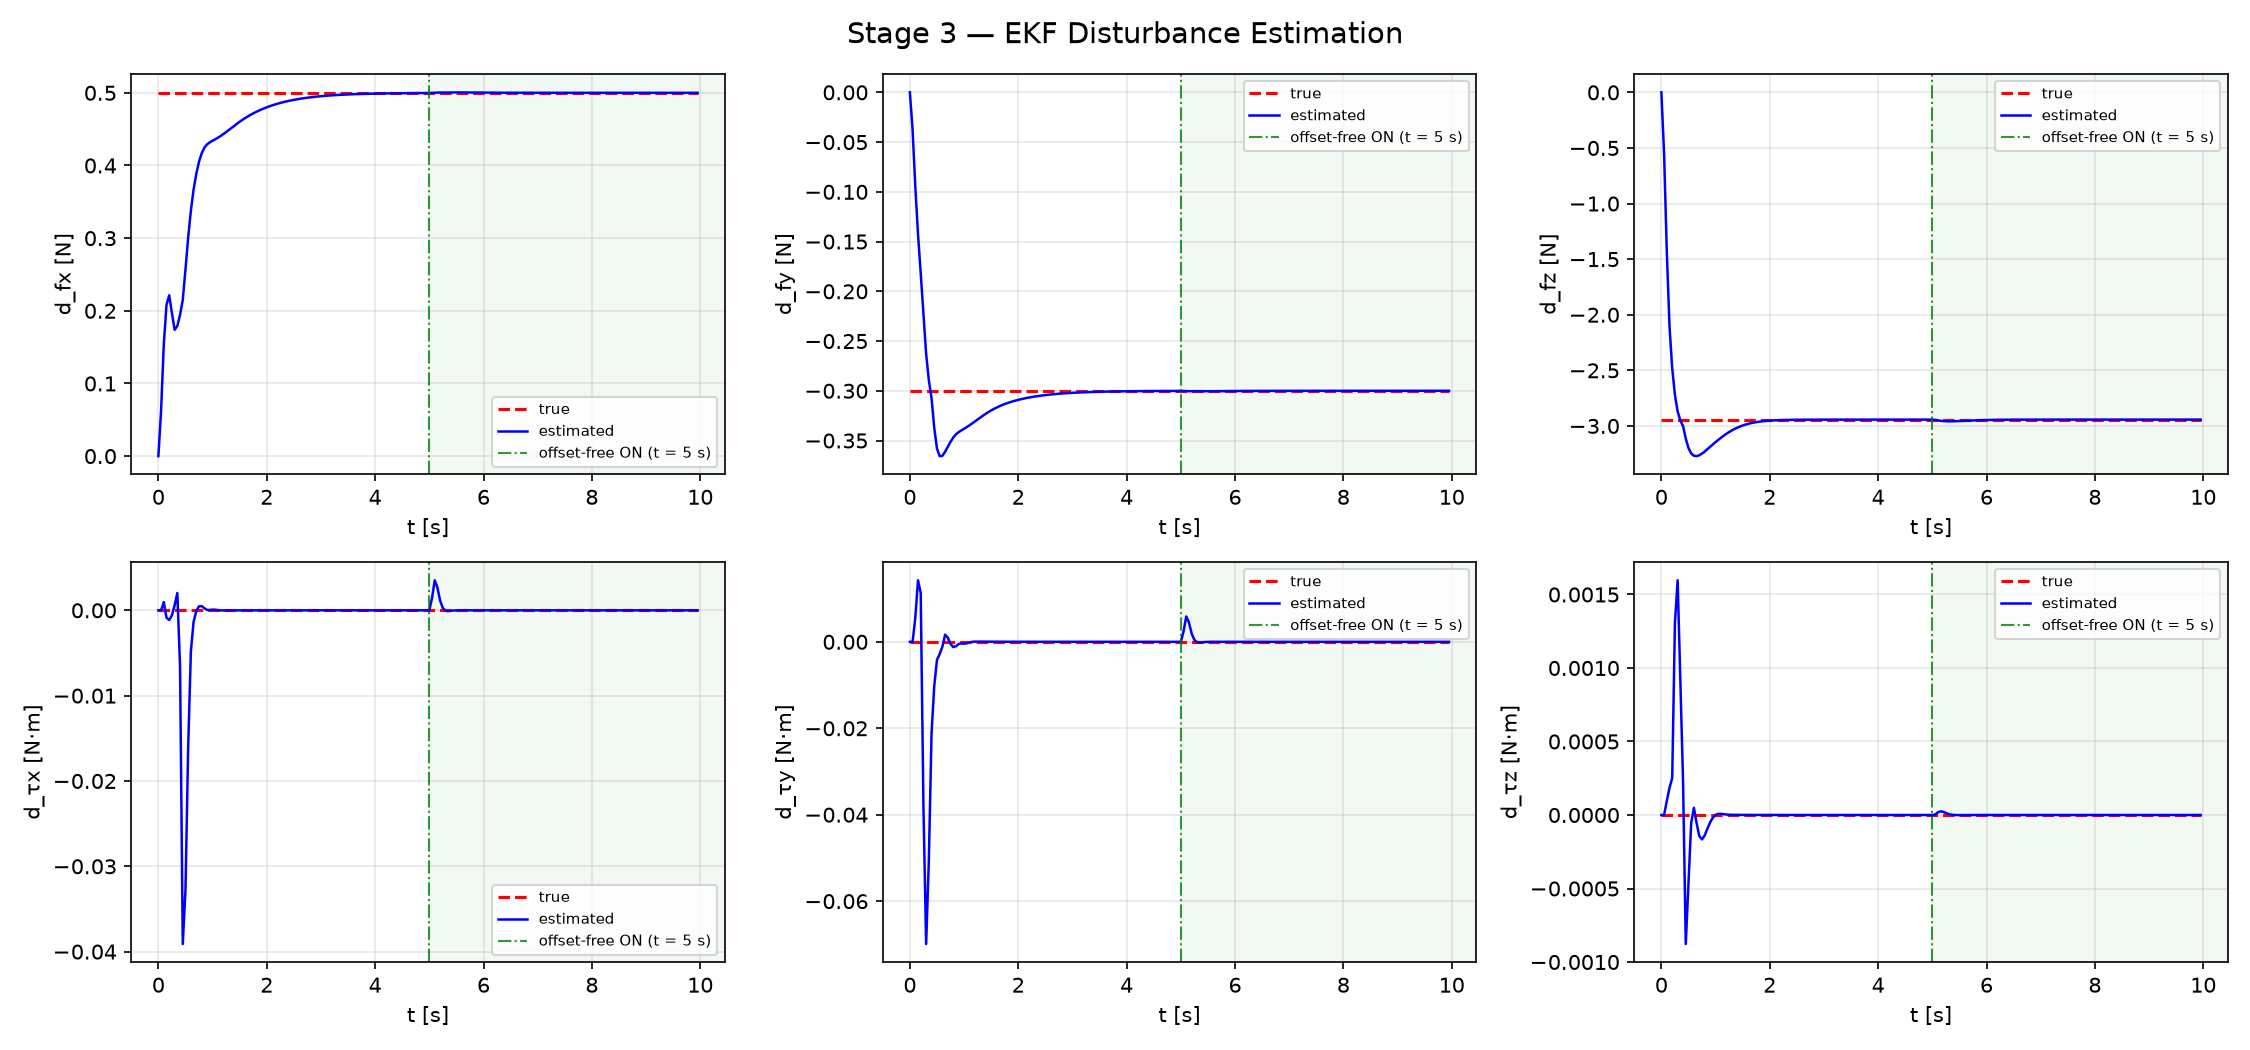 Stage 3 — EKF Disturbance Estimation
d_fx [N]
0.5
0.4
0.3
0.2
0.1
0.0
true
estimated
offset-free ON (t = 5 s)
0 2 4 6 8 10
t [s]
d_fy [N]
0.00
−0.05
−0.10
−0.15
−0.20
−0.25
−0.30
−0.35
true
estimated
offset-free ON (t = 5 s)
0 2 4 6 8 10
t [s]
d_fz [N]
0.0
−0.5
−1.0
−1.5
−2.0
−2.5
−3.0
true
estimated
offset-free ON (t = 5 s)
0 2 4 6 8 10
t [s]
d_τx [N·m]
0.00
−0.01
−0.02
−0.03
−0.04
true
estimated
offset-free ON (t = 5 s)
0 2 4 6 8 10
t [s]
d_τy [N·m]
0.00
−0.02
−0.04
−0.06
true
estimated
offset-free ON (t = 5 s)
0 2 4 6 8 10
t [s]
d_τz [N·m]
0.0015
0.0010
0.0005
0.0000
−0.0005
−0.0010
true
estimated
offset-free ON (t = 5 s)
0 2 4 6 8 10
t [s]